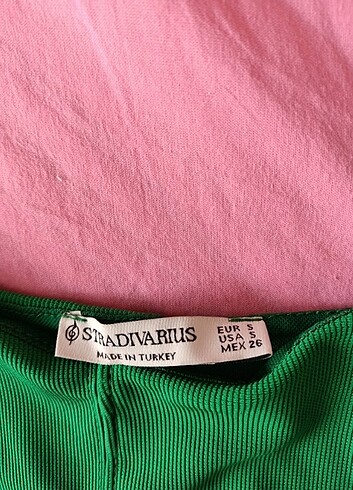 STRADIVARIUS
MADE IN TURKEY
EUR S
USA S
MEX 26